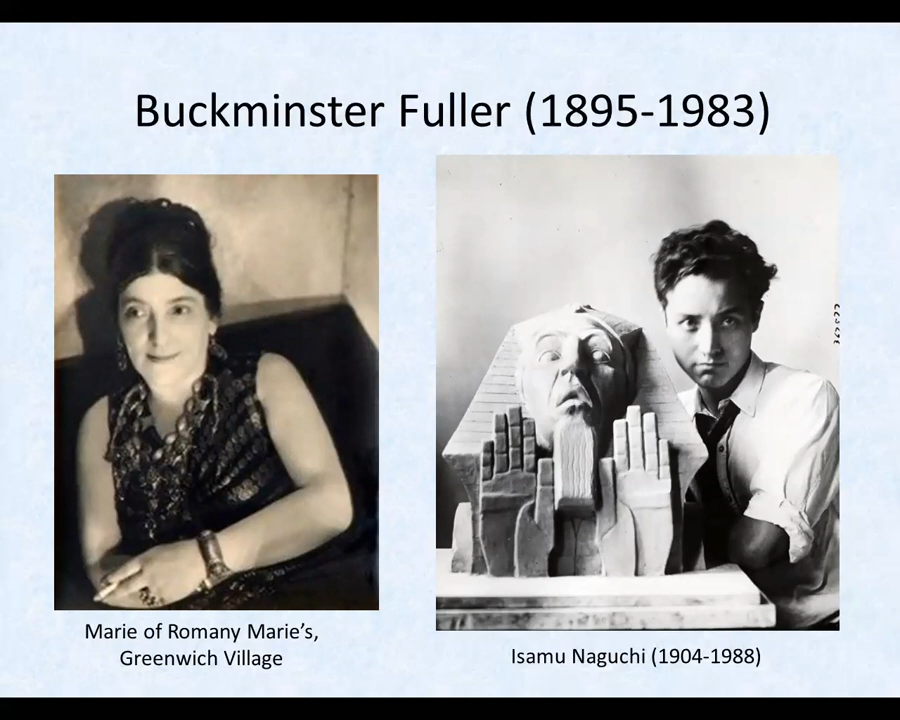 Buckminster Fuller (1895-1983)
Marie of Romany Marie’s,
Greenwich Village
Isamu Naguchi (1904-1988)